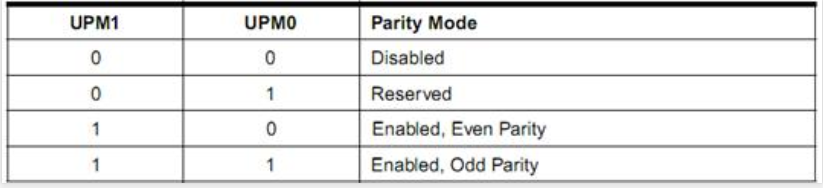 UPM1 UPM0 Parity Mode
0 0 Disabled
0 1 Reserved
1 0 Enabled, Even Parity
1 1 Enabled, Odd Parity